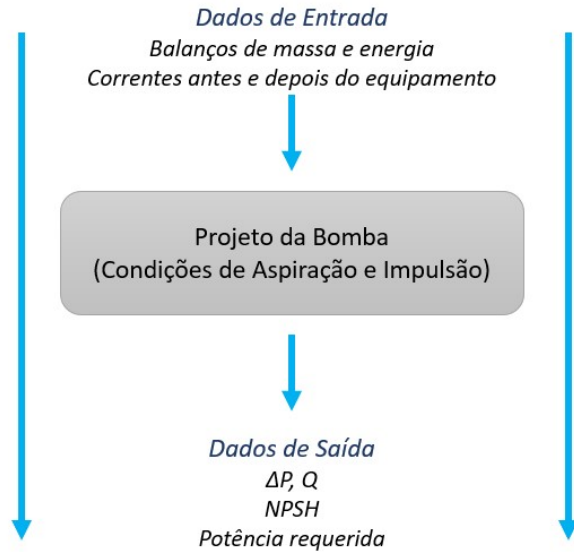 Dados de Entrada
Balanços de massa e energia
Correntes antes e depois do equipamento
Projeto da Bomba
(Condições de Aspiração e Impulsão)
Dados de Saída
ΔP, Q
NPSH
Potência requerida